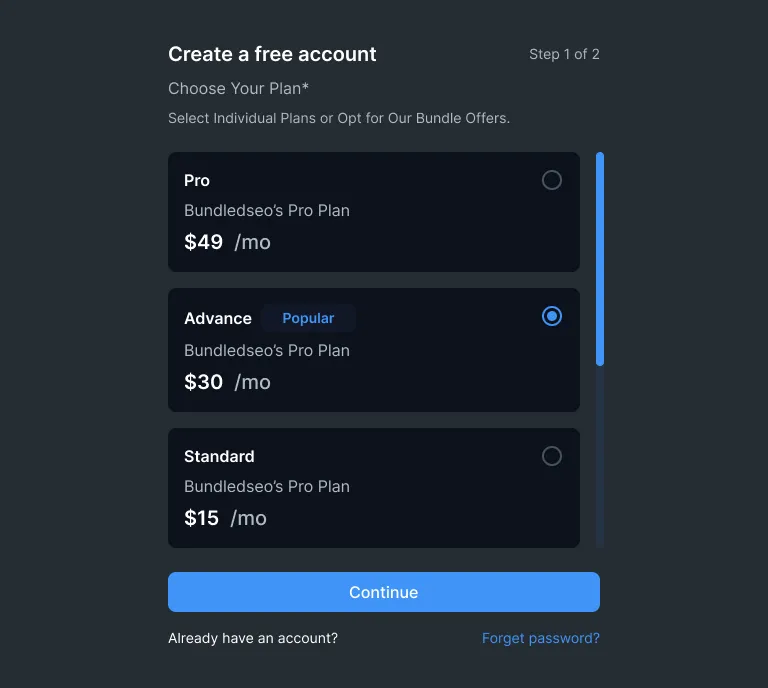 Create a free account
Step 1 of 2
Choose Your Plan*
Select Individual Plans or Opt for Our Bundle Offers.
Pro
Bundledseo’s Pro Plan
$49 /mo
Advance Popular
Bundledseo’s Pro Plan
$30 /mo
Standard
Bundledseo’s Pro Plan
$15 /mo
Continue
Already have an account? Forget password?